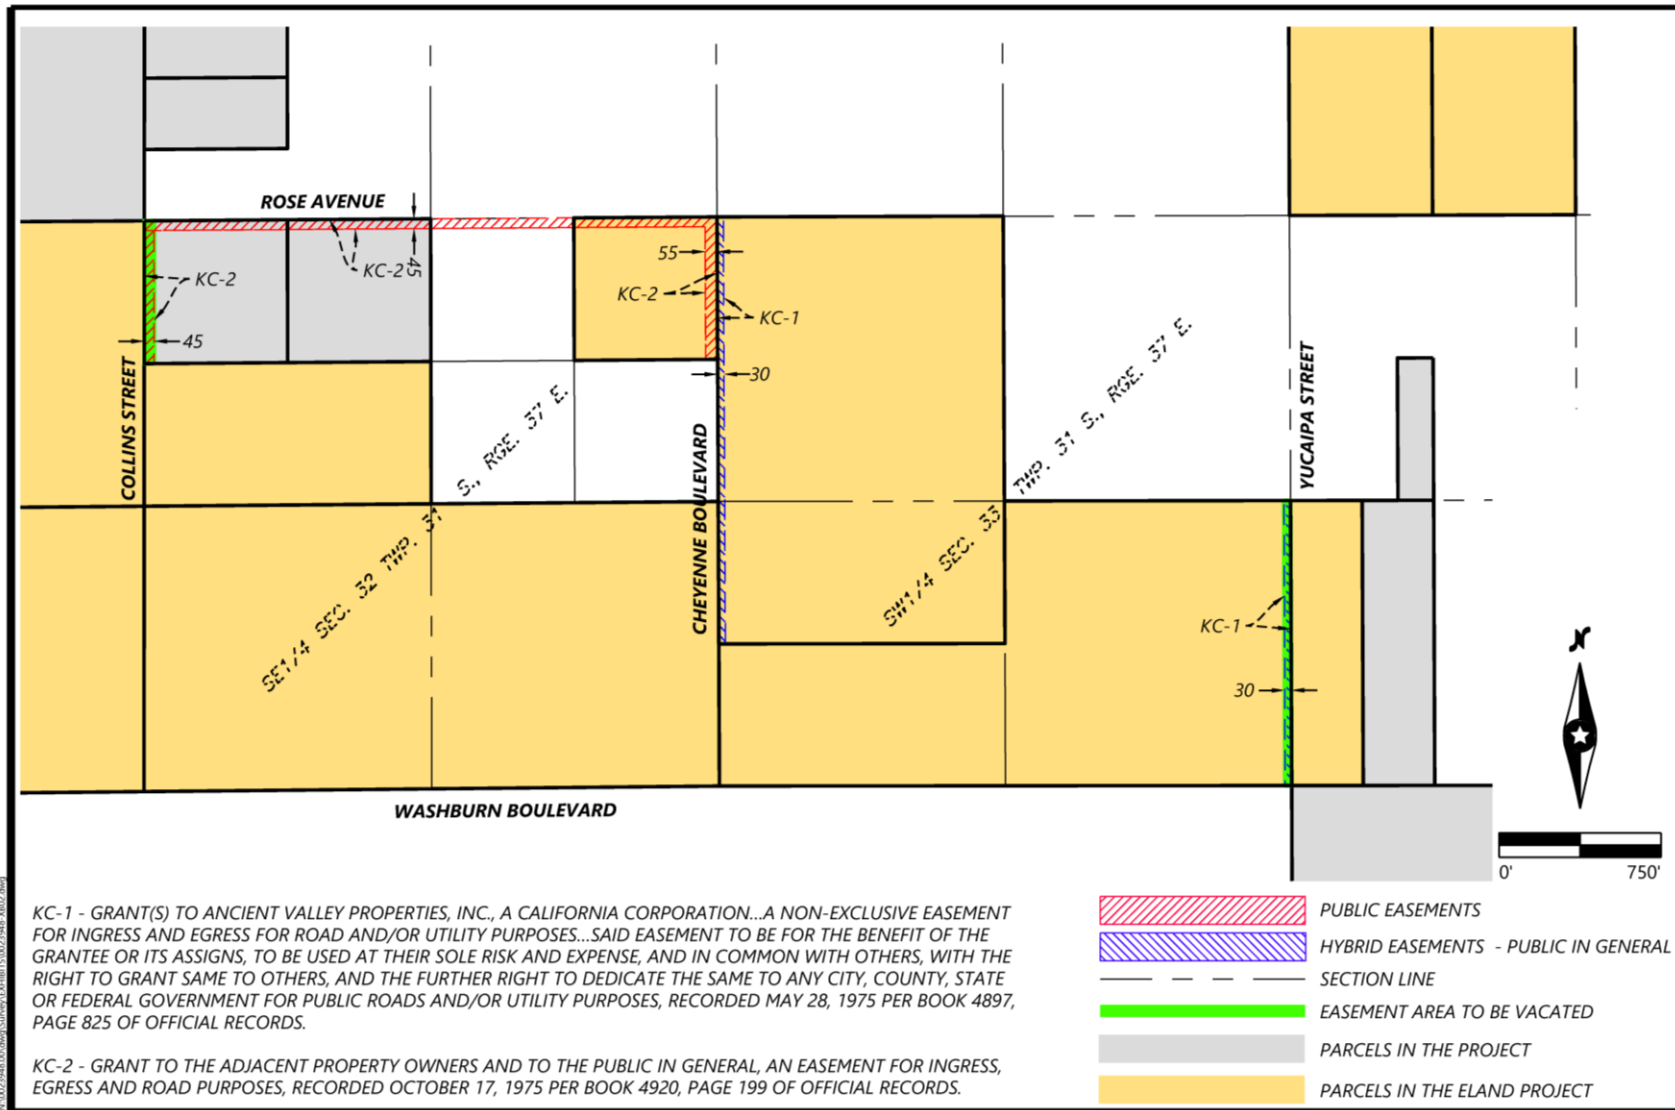 ROSE AVENUE
45
KC-2
KC-2
45
COLLINS STREET
55
KC-2
KC-1
30
CHEYENNE BOULEVARD
S., RGE. 37 E.
SE1/4 SEC. 32 TWP. 31
TWP. 31 S., RGE. 37 E.
SW1/4 SEC. 33
YUCAIPA STREET
KC-1
30
WASHBURN BOULEVARD
N
0' 750'
KC-1 - GRANT(S) TO ANCIENT VALLEY PROPERTIES, INC., A CALIFORNIA CORPORATION...A NON-EXCLUSIVE EASEMENT
FOR INGRESS AND EGRESS FOR ROAD AND/OR UTILITY PURPOSES...SAID EASEMENT TO BE FOR THE BENEFIT OF THE
GRANTEE OR ITS ASSIGNS, TO BE USED AT THEIR SOLE RISK AND EXPENSE, AND IN COMMON WITH OTHERS, WITH THE
RIGHT TO GRANT SAME TO OTHERS, AND THE FURTHER RIGHT TO DEDICATE THE SAME TO ANY CITY, COUNTY, STATE
OR FEDERAL GOVERNMENT FOR PUBLIC ROADS AND/OR UTILITY PURPOSES, RECORDED MAY 28, 1975 PER BOOK 4897,
PAGE 825 OF OFFICIAL RECORDS.
KC-2 - GRANT TO THE ADJACENT PROPERTY OWNERS AND TO THE PUBLIC IN GENERAL, AN EASEMENT FOR INGRESS,
EGRESS AND ROAD PURPOSES, RECORDED OCTOBER 17, 1975 PER BOOK 4920, PAGE 199 OF OFFICIAL RECORDS.
PUBLIC EASEMENTS
HYBRID EASEMENTS - PUBLIC IN GENERAL
SECTION LINE
EASEMENT AREA TO BE VACATED
PARCELS IN THE PROJECT
PARCELS IN THE ELAND PROJECT